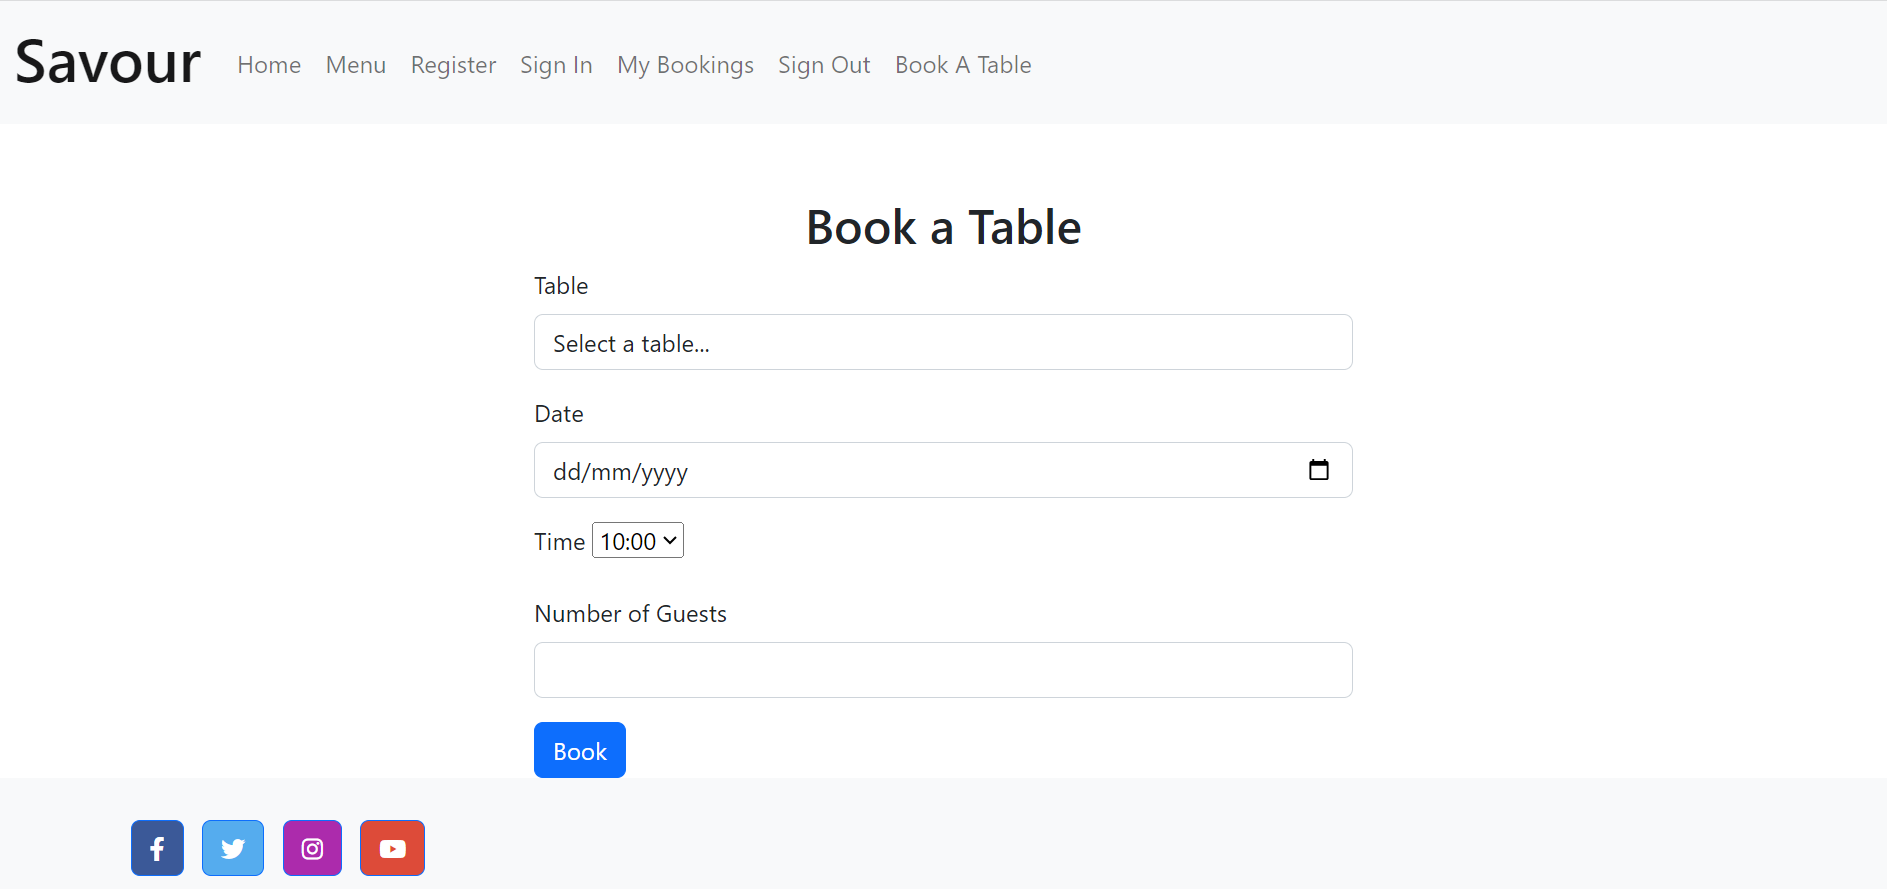 Savour Home Menu Register Sign In My Bookings Sign Out Book A Table
Book a Table
Table
Select a table...
Date
dd/mm/yyyy
Time 10:00
Number of Guests
Book